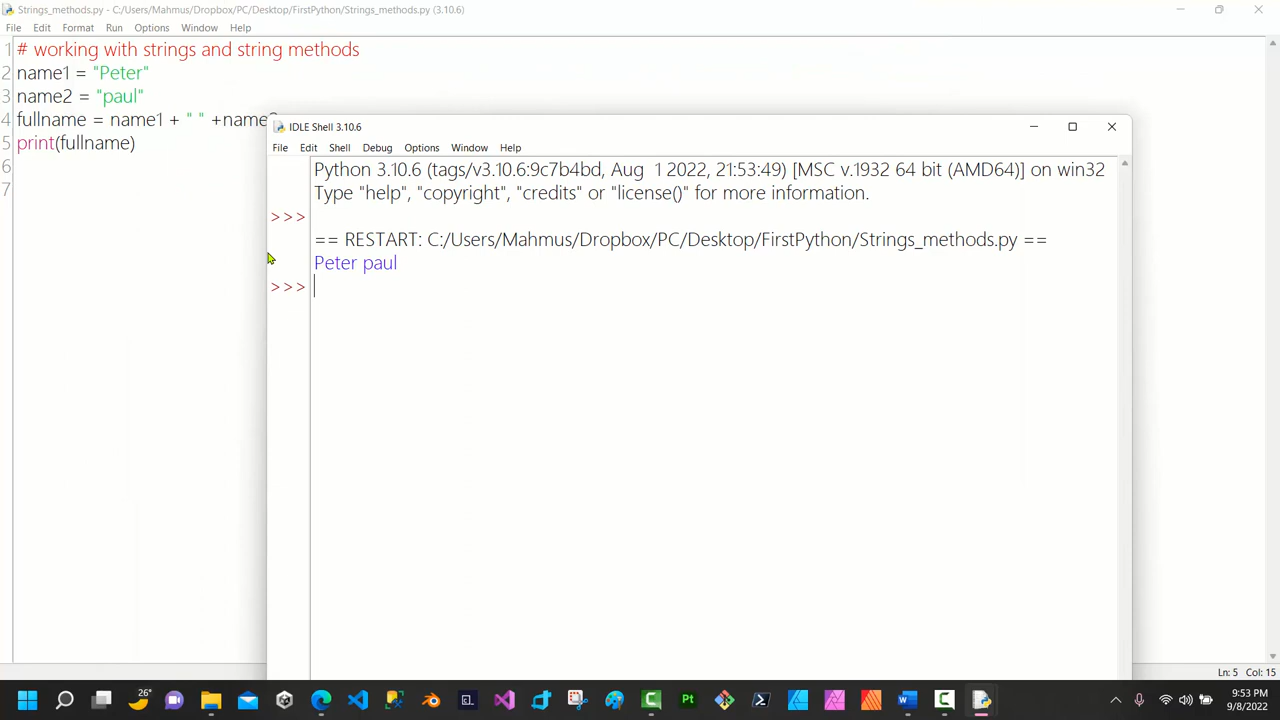 Strings_methods.py - C:/Users/Mahmus/Dropbox/PC/Desktop/FirstPython/Strings_methods.py (3.10.6)
File Edit Format Run Options Window Help
1 # working with strings and string methods
2 name1 = "Peter"
3 name2 = "paul"
4 fullname = name1 + " " +name
5 print(fullname)
6
7
IDLE Shell 3.10.6
File Edit Shell Debug Options Window Help
Python 3.10.6 (tags/v3.10.6:9c7b4bd, Aug  1 2022, 21:53:49) [MSC v.1932 64 bit (AMD64)] on win32
Type "help", "copyright", "credits" or "license()" for more information.
>>>
== RESTART: C:/Users/Mahmus/Dropbox/PC/Desktop/FirstPython/Strings_methods.py ==
Peter paul
>>>
Ln: 5 Col: 15
26°
Pt
9:53 PM
9/8/2022